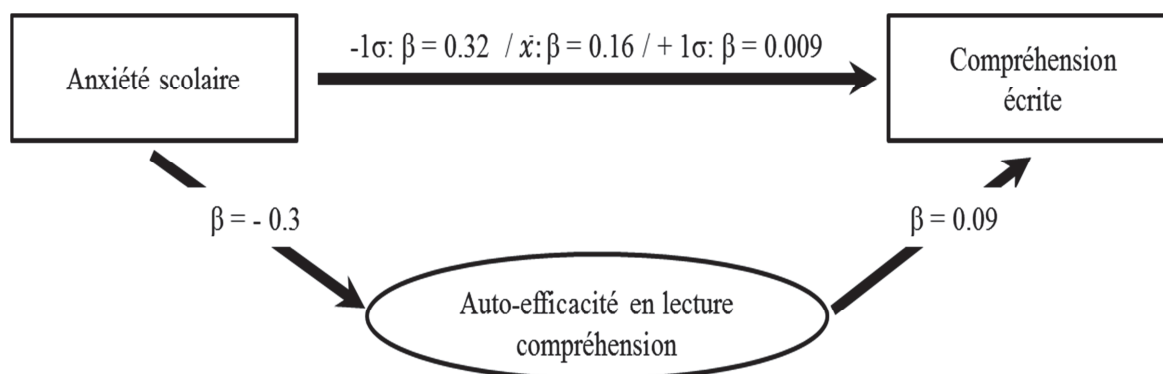 -1σ: β = 0.32 / x̄: β = 0.16 / + 1σ: β = 0.009
Anxiété scolaire
Compréhension
écrite
β = - 0.3
β = 0.09
Auto-efficacité en lecture
compréhension